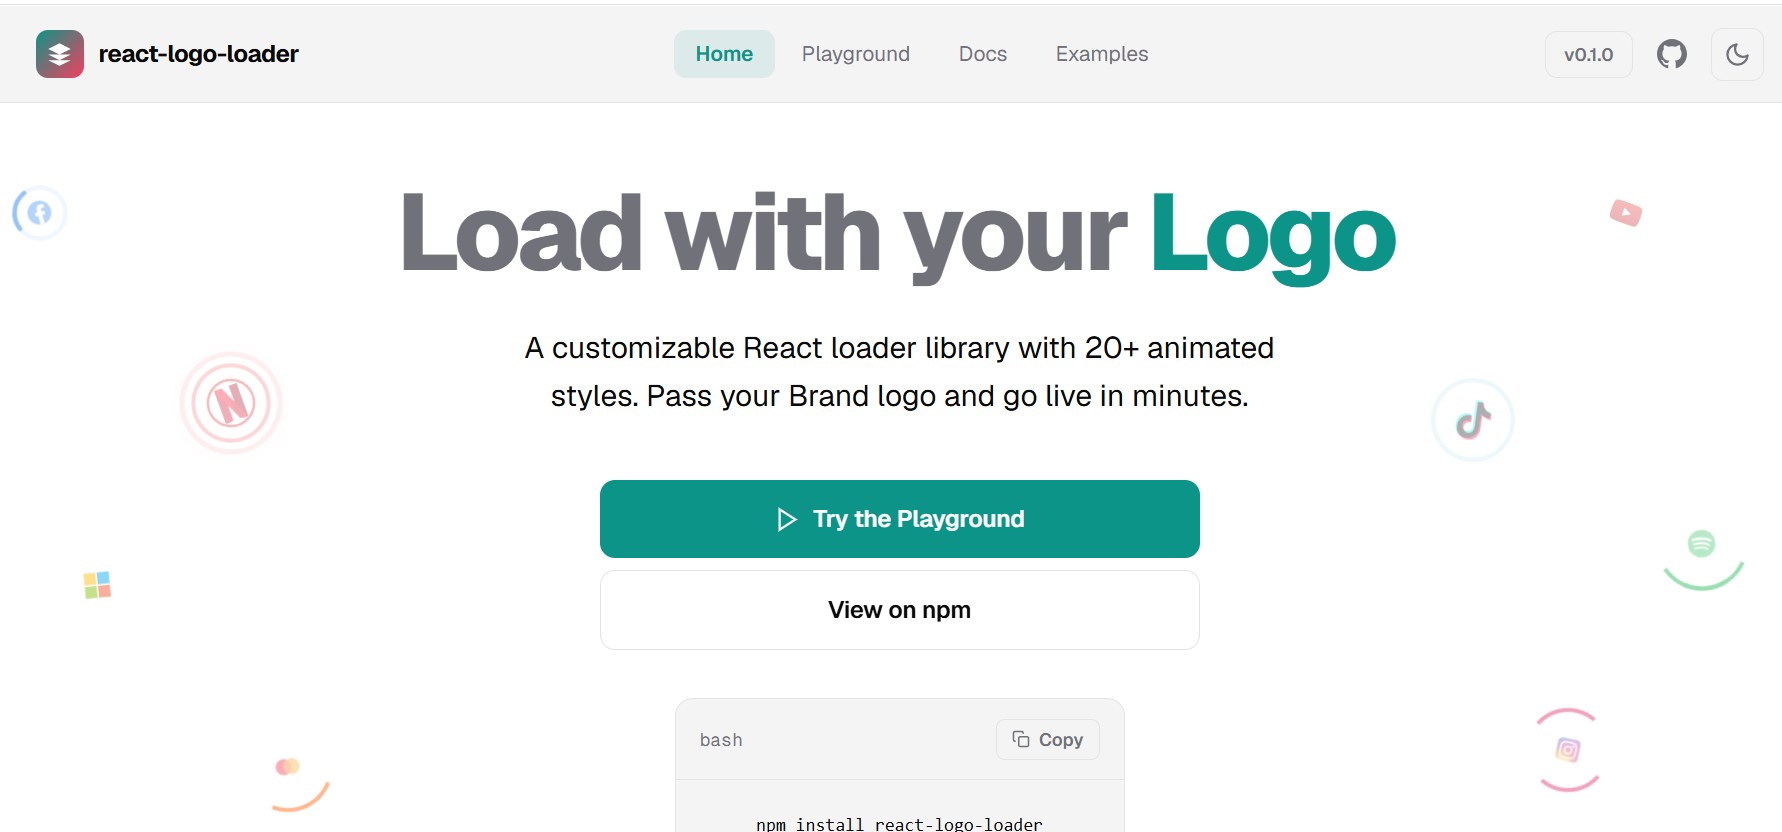 react-logo-loader
Home
Playground
Docs
Examples
v0.1.0
Load with your Logo
A customizable React loader library with 20+ animated
styles. Pass your Brand logo and go live in minutes.
N
Try the Playground
View on npm
bash
Copy
npm install react-logo-loader